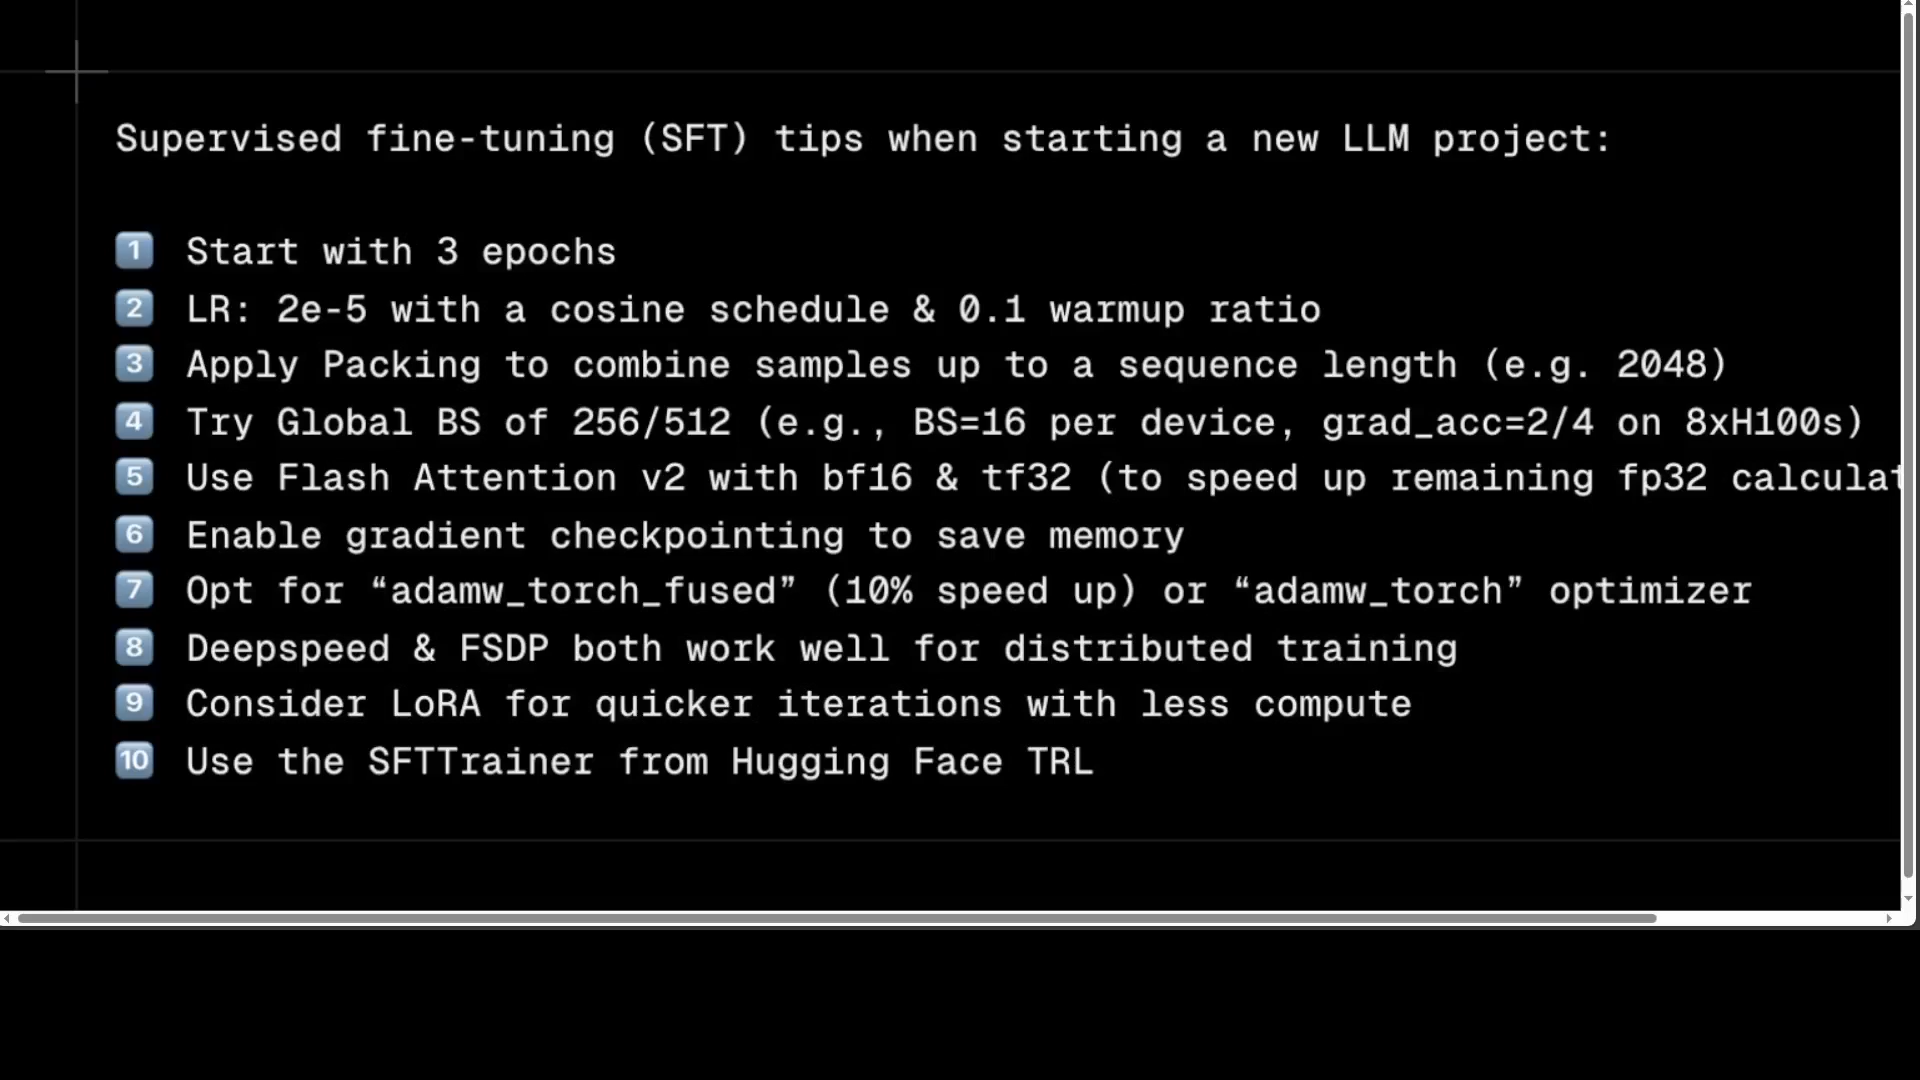 Supervised fine-tuning (SFT) tips when starting a new LLM project:
1 Start with 3 epochs
2 LR: 2e-5 with a cosine schedule & 0.1 warmup ratio
3 Apply Packing to combine samples up to a sequence length (e.g. 2048)
4 Try Global BS of 256/512 (e.g., BS=16 per device, grad_acc=2/4 on 8xH100s)
5 Use Flash Attention v2 with bf16 & tf32 (to speed up remaining fp32
6 Enable gradient checkpointing to save memory
7 Opt for “adamw_torch_fused” (10% speed up) or “adamw_torch” optimizer
8 Deepspeed & FSDP both work well for distributed training
9 Consider LoRA for quicker iterations with less compute
10 Use the SFTTrainer from Hugging Face TRL